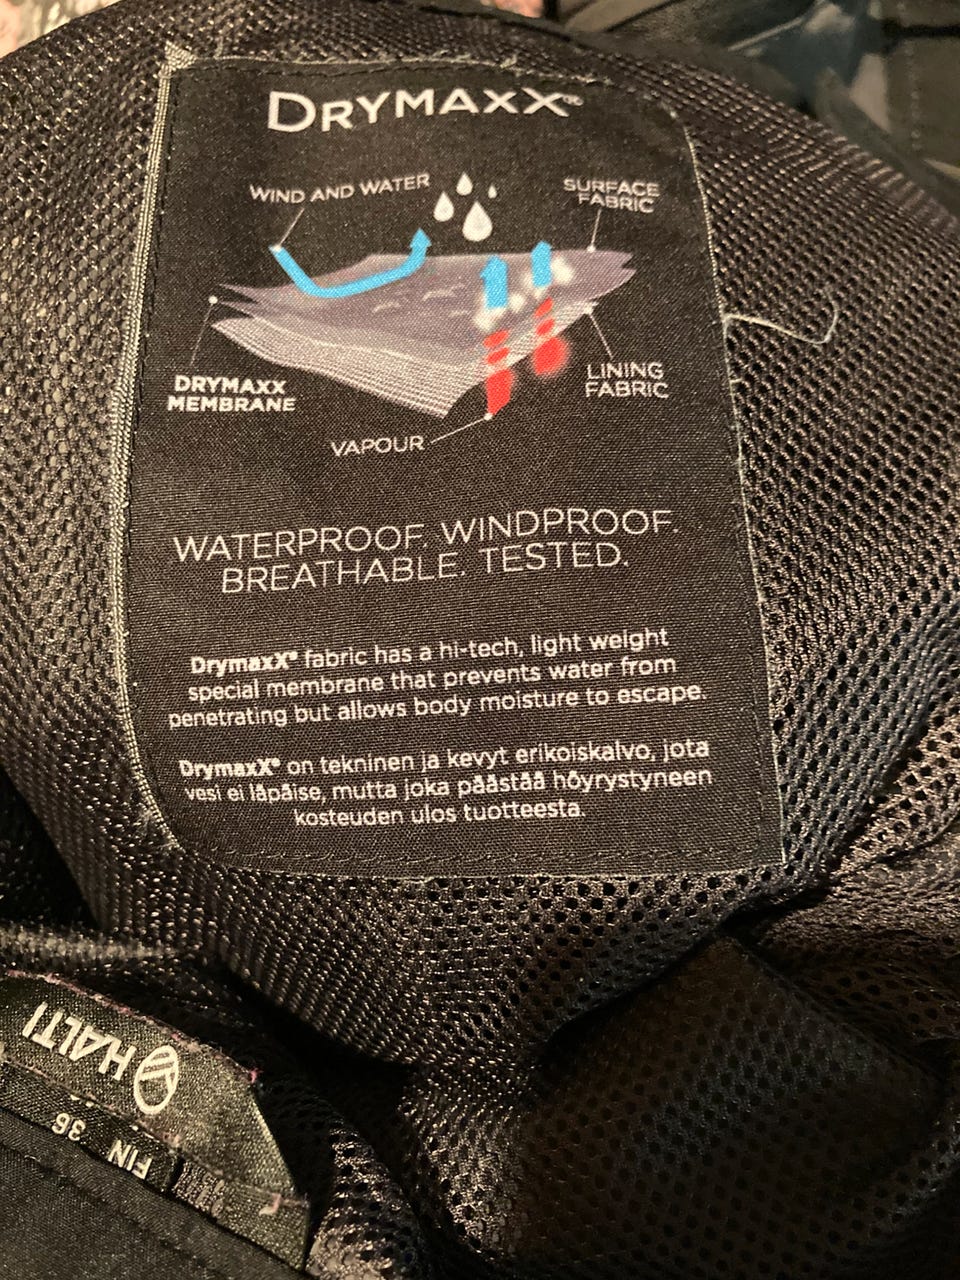 DRYMAXX™
WIND AND WATER
SURFACE
FABRIC
DRYMAXX
MEMBRANE
LINING
FABRIC
VAPOUR
WATERPROOF. WINDPROOF.
BREATHABLE. TESTED.
DrymaxX® fabric has a hi-tech, light weight
special membrane that prevents water from
penetrating but allows body moisture to escape.
DrymaxX® on tekninen ja kevyt erikoiskalvo, jota
vesi ei läpäise, mutta joka päästää höyrystyneen
kosteuden ulos tuotteesta.
HALTI
FIN 36